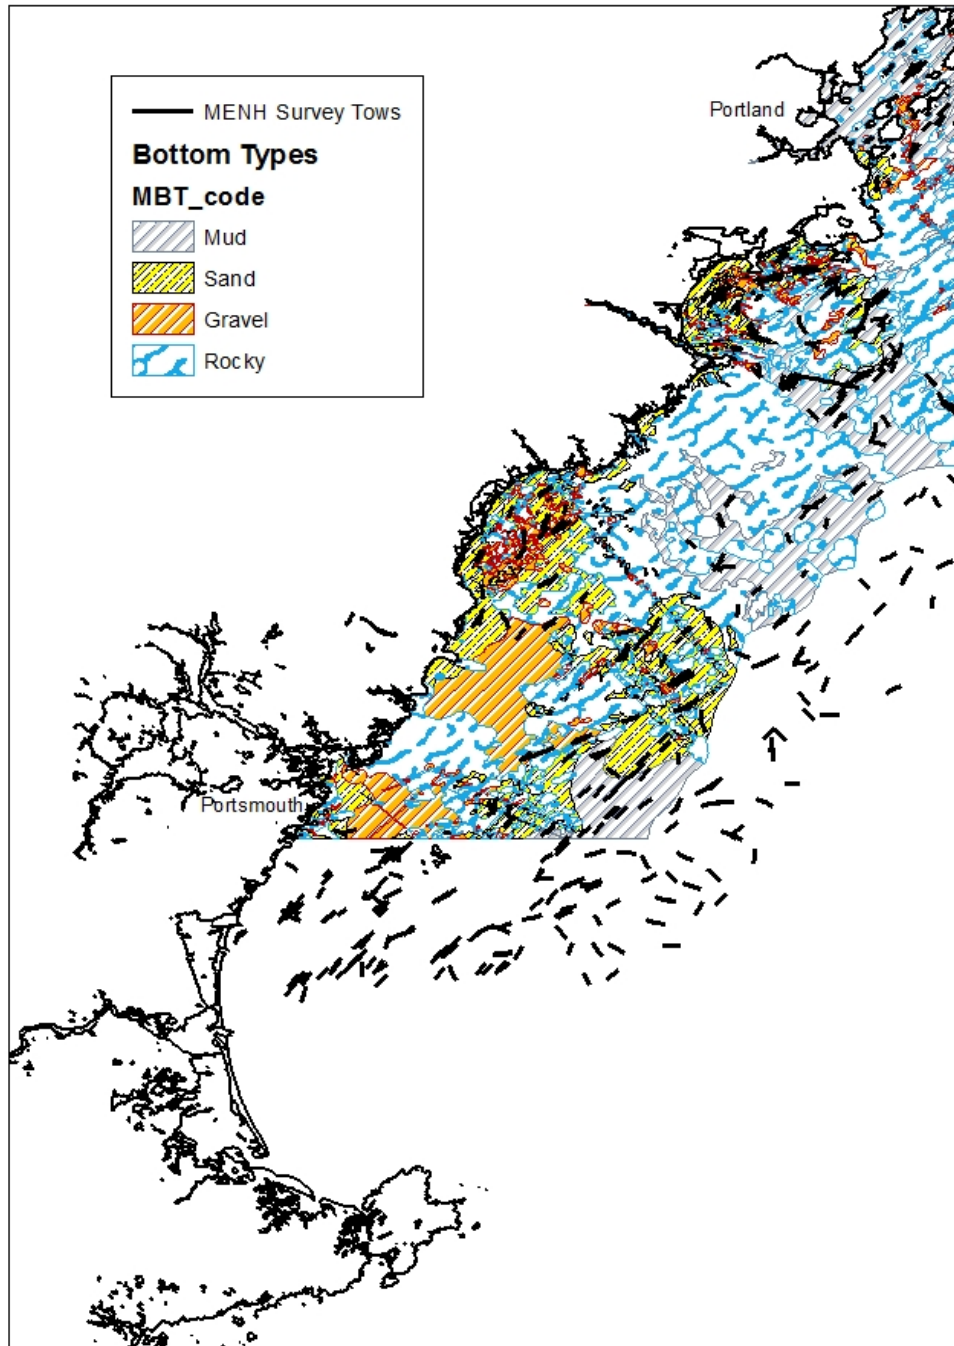 Portland
MENH Survey Tows
Bottom Types
MBT_code
Mud
Sand
Gravel
Rocky
Portsmouth